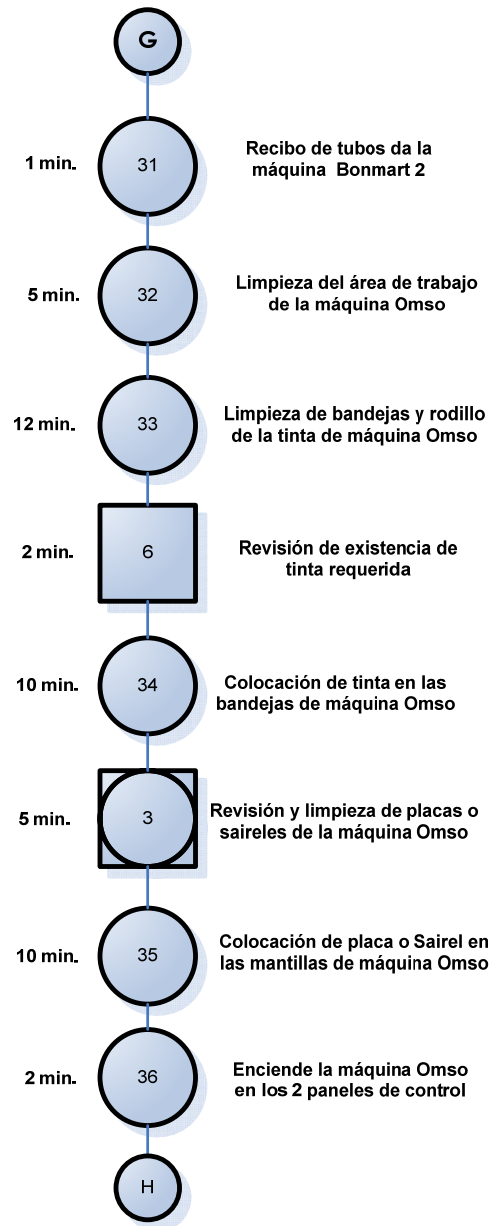 G
1 min.
31
Recibo de tubos da la
máquina Bonmart 2
5 min.
32
Limpieza del área de trabajo
de la máquina Omso
12 min.
33
Limpieza de bandejas y rodillo
de la tinta de máquina Omso
2 min.
6
Revisión de existencia de
tinta requerida
10 min.
34
Colocación de tinta en las
bandejas de máquina Omso
5 min.
3
Revisión y limpieza de placas o
saireles de la máquina Omso
10 min.
35
Colocación de placa o Sairel en
las mantillas de máquina Omso
2 min.
36
Enciende la máquina Omso
en los 2 paneles de control
H